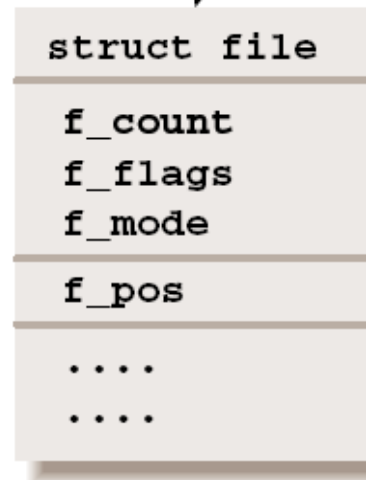 struct file
f_count
f_flags
f_mode
f_pos
....
....